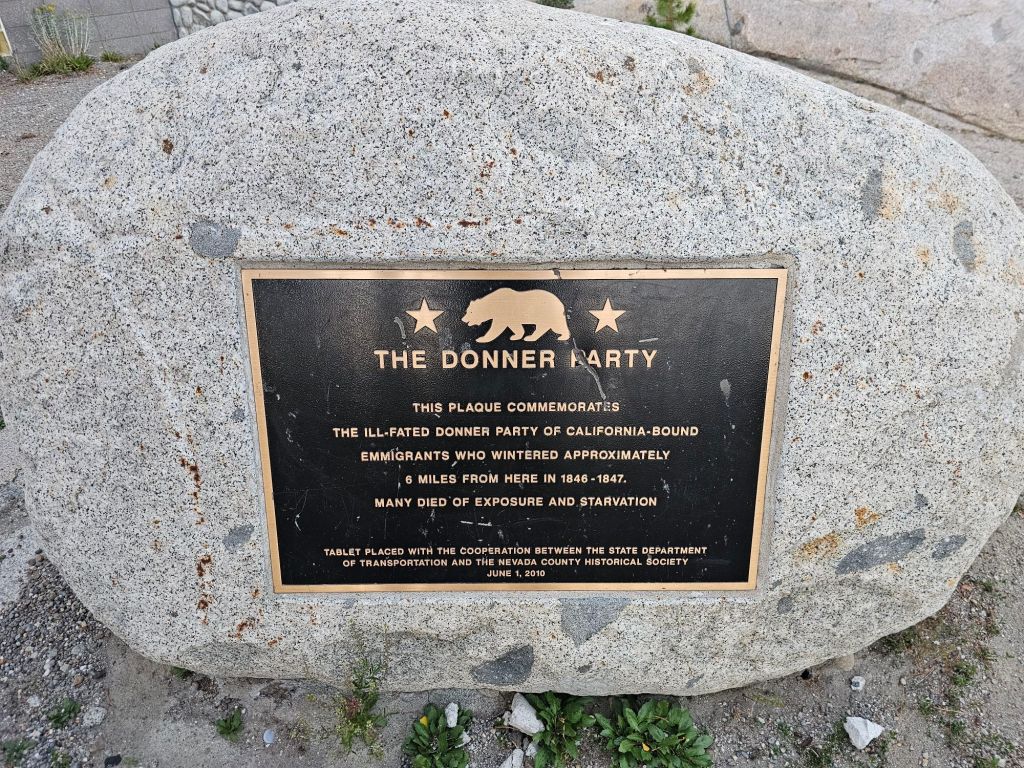 THE DONNER PARTY
THIS PLAQUE COMMEMORATES
THE ILL-FATED DONNER PARTY OF CALIFORNIA-BOUND
EMMIGRANTS WHO WINTERED APPROXIMATELY
6 MILES FROM HERE IN 1846-1847.
MANY DIED OF EXPOSURE AND STARVATION
TABLET PLACED WITH THE COOPERATION BETWEEN THE STATE DEPARTMENT
OF TRANSPORTATION AND THE NEVADA COUNTY HISTORICAL SOCIETY
JUNE 1, 2010